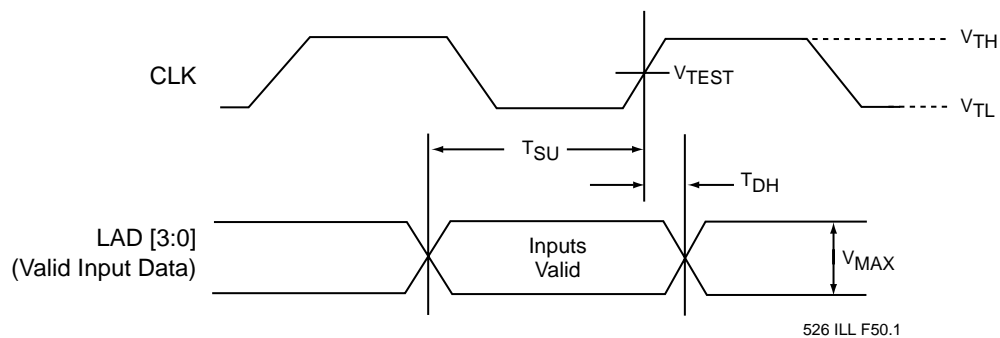 CLK
VTH
VTEST
VTL
TSU
TDH
LAD [3:0]
(Valid Input Data)
Inputs
Valid
VMAX
526 ILL F50.1